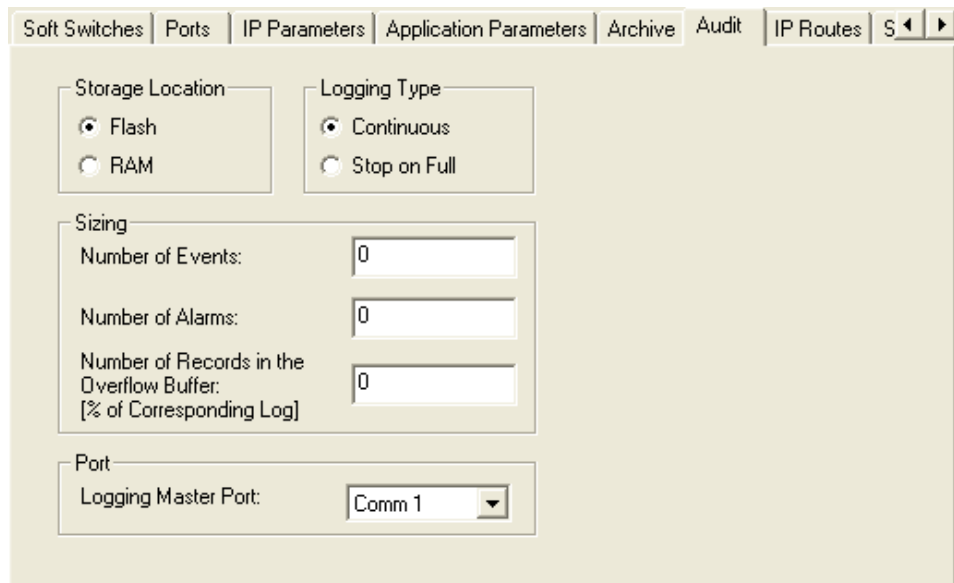 Soft Switches Ports IP Parameters Application Parameters Archive Audit IP Routes S
Storage Location Logging Type
Flash Continuous
RAM Stop on Full
Sizing
Number of Events: 0
Number of Alarms: 0
Number of Records in the
Overflow Buffer: 0
[% of Corresponding Log]
Port
Logging Master Port: Comm 1